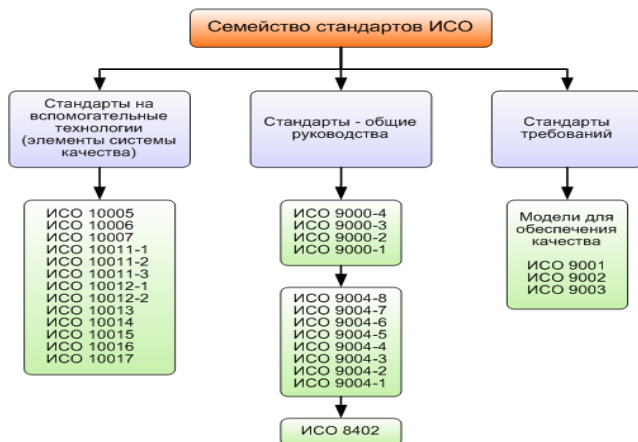 Семейство стандартов ИСО
Стандарты на
вспомогательные
технологии
(элементы системы
качества)
Стандарты - общие
руководства
Стандарты
требований
ИСО 10005
ИСО 10006
ИСО 10007
ИСО 10011-1
ИСО 10011-2
ИСО 10011-3
ИСО 10012-1
ИСО 10012-2
ИСО 10013
ИСО 10014
ИСО 10015
ИСО 10016
ИСО 10017
ИСО 9000-4
ИСО 9000-3
ИСО 9000-2
ИСО 9000-1
ИСО 9004-8
ИСО 9004-7
ИСО 9004-6
ИСО 9004-5
ИСО 9004-4
ИСО 9004-3
ИСО 9004-2
ИСО 9004-1
ИСО 8402
Модели для
обеспечения
качества
ИСО 9001
ИСО 9002
ИСО 9003